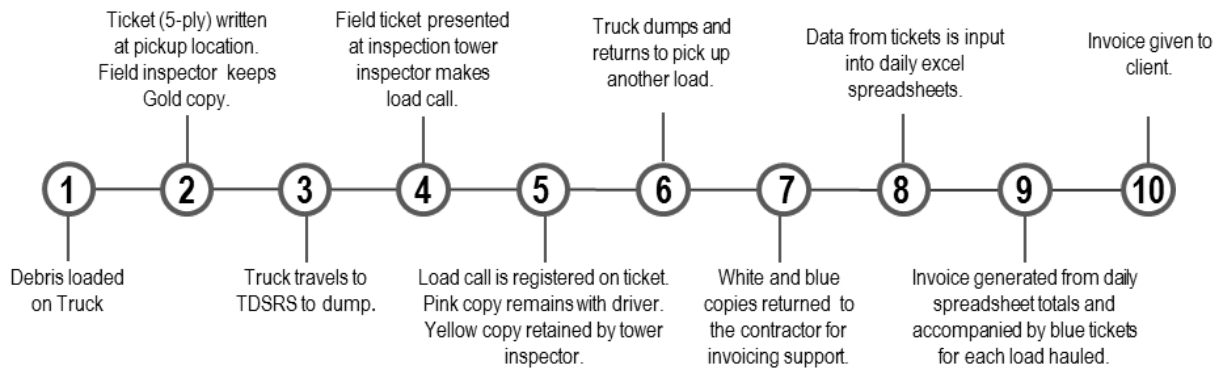 Ticket (5-ply) written
at pickup location.
Field inspector keeps
Gold copy.
Field ticket presented
at inspection tower
inspector makes
load call.
Truck dumps and
returns to pick up
another load.
Data from tickets is input
into daily excel
spreadsheets.
Invoice given to
client.
1
2
3
4
5
6
7
8
9
10
Debris loaded
on Truck
Truck travels to
TDSRS to dump.
Load call is registered on ticket.
Pink copy remains with driver.
Yellow copy retained by tower
inspector.
White and blue
copies returned to
the contractor for
invoicing support.
Invoice generated from daily
spreadsheet totals and
accompanied by blue tickets
for each load hauled.